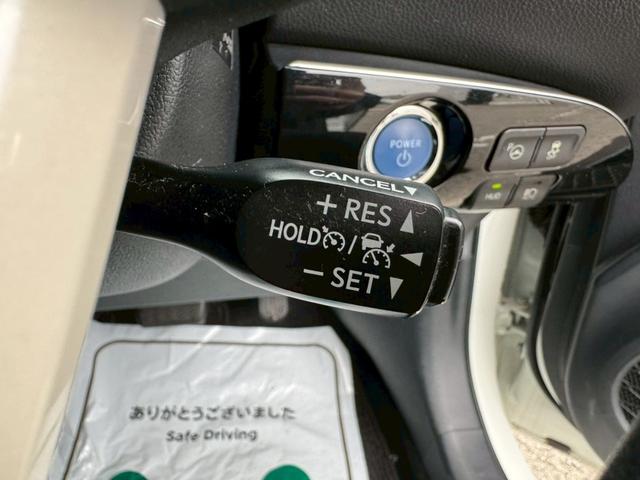 POWER
P
HUD
CANCEL
+ RES
HOLD /
− SET
ありがとうございました
Safe Driving